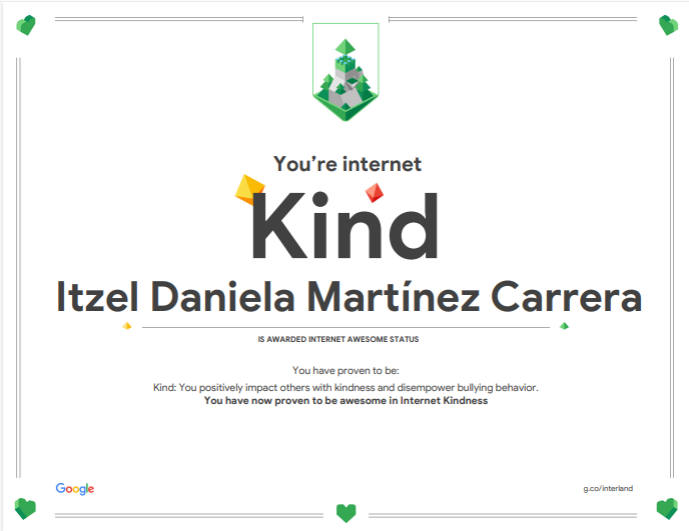 You're internet
Kind
Itzel Daniela Martínez Carrera
IS AWARDED INTERNET AWESOME STATUS
You have proven to be:
Kind: You positively impact others with kindness and disempower bullying behavior.
You have now proven to be awesome in Internet Kindness
Google
g.co/interland